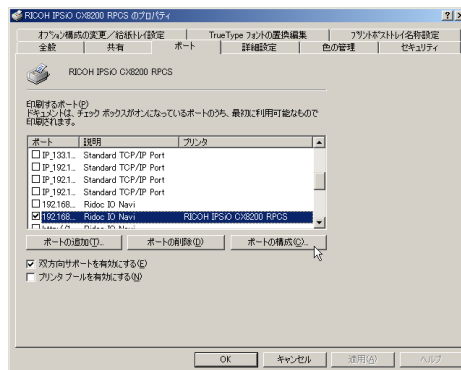 RICOH IPSiO CX8200 RPCS のプロパティ
オプション構成の変更／給紙トレイ設定
TrueType フォントの置換編集
フリントポストトレイ名称設定
全般
共有
ポート
詳細設定
色の管理
セキュリティ
RICOH IPSiO CX8200 RPCS
印刷するポート(P)
ドキュメントは、チェック ボックスがオンになっているポートのうち、最初に利用可能なもので
印刷されます。
ポート 説明 プリンタ
IP_133.1... Standard TCP/IP Port
IP_192.1... Standard TCP/IP Port
IP_192.1... Standard TCP/IP Port
IP_192.1... Standard TCP/IP Port
192.168... Ridoc IO Navi
192.168... Ridoc IO Navi RICOH IPSiO CX8200 RPCS
Ridoc IO Navi
ポートの追加(T)... ポートの削除(D) ポートの構成(C)...
双方向サポートを有効にする(E)
プリンタ プールを有効にする(N)
OK キャンセル 適用(A) ヘルプ